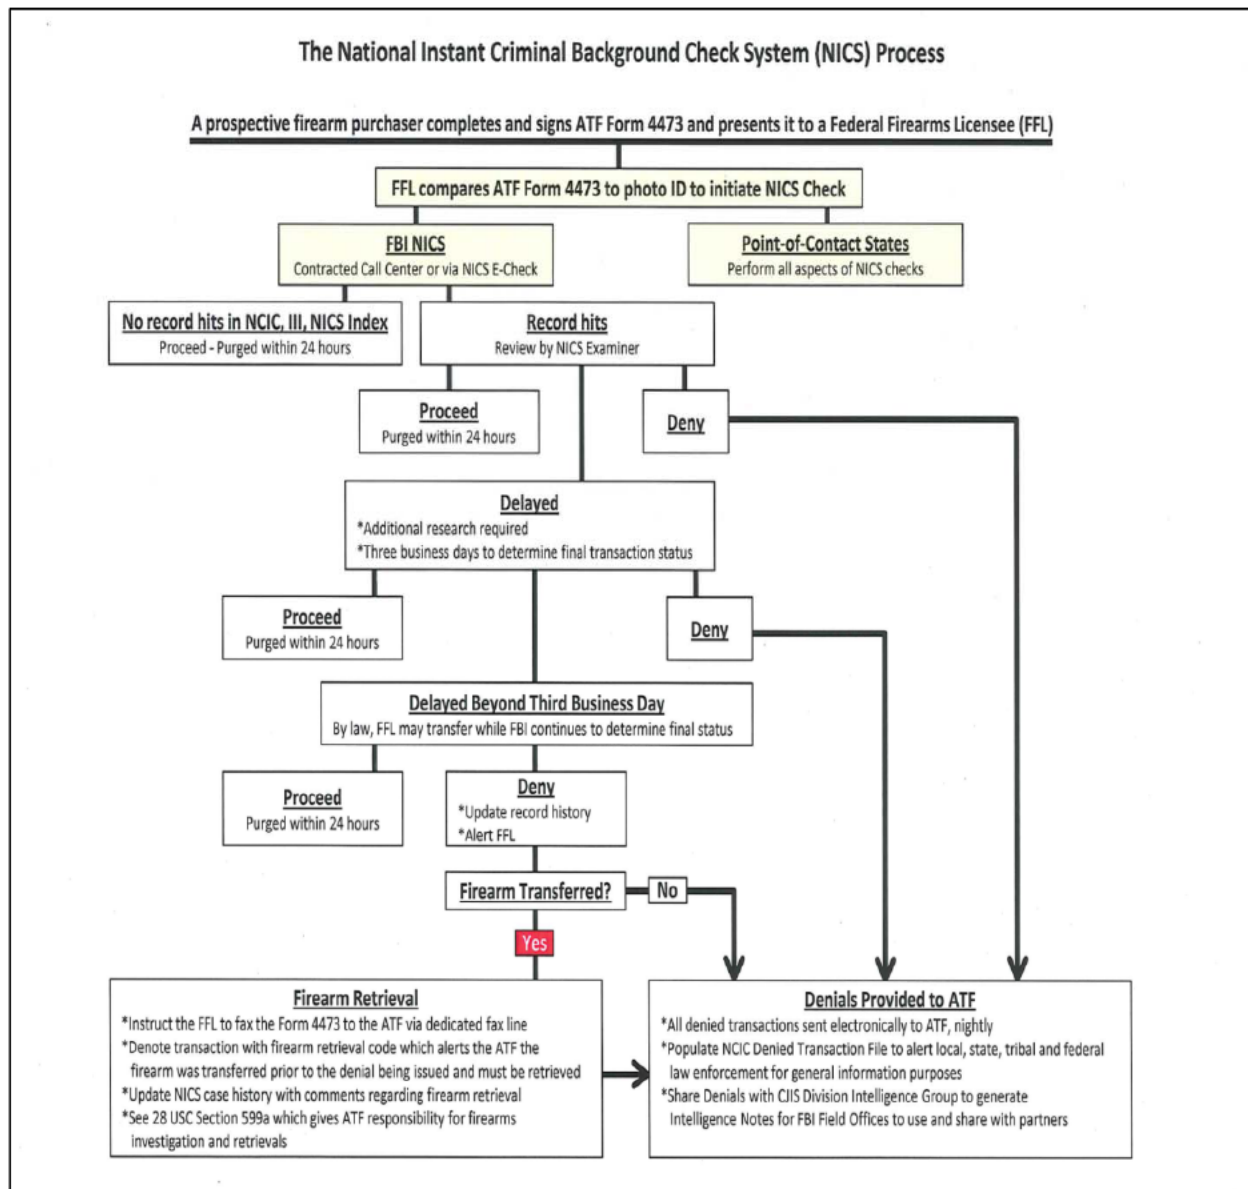 The National Instant Criminal Background Check System (NICS) Process
A prospective firearm purchaser completes and signs ATF Form 4473 and presents it to a Federal Firearms Licensee (FFL)
FFL compares ATF Form 4473 to photo ID to initiate NICS Check
FBI NICS
Contracted Call Center or via NICS E-Check
Point-of-Contact States
Perform all aspects of NICS checks
No record hits in NCIC, III, NICS Index
Proceed - Purged within 24 hours
Record hits
Review by NICS Examiner
Proceed
Purged within 24 hours
Deny
Delayed
*Additional research required
*Three business days to determine final transaction status
Proceed
Purged within 24 hours
Deny
Delayed Beyond Third Business Day
By law, FFL may transfer while FBI continues to determine final status
Proceed
Purged within 24 hours
Deny
*Update record history
*Alert FFL
Firearm Transferred?
No
Yes
Firearm Retrieval
*Instruct the FFL to fax the Form 4473 to the ATF via dedicated fax line
*Denote transaction with firearm retrieval code which alerts the ATF the
firearm was transferred prior to the denial being issued and must be retrieved
*Update NICS case history with comments regarding firearm retrieval
*See 28 USC Section 599a which gives ATF responsibility for firearms
investigation and retrievals
Denials Provided to ATF
*All denied transactions sent electronically to ATF, nightly
*Populate NCIC Denied Transaction File to alert local, state, tribal and federal
law enforcement for general information purposes
*Share Denials with CJIS Division Intelligence Group to generate
Intelligence Notes for FBI Field Offices to use and share with partners